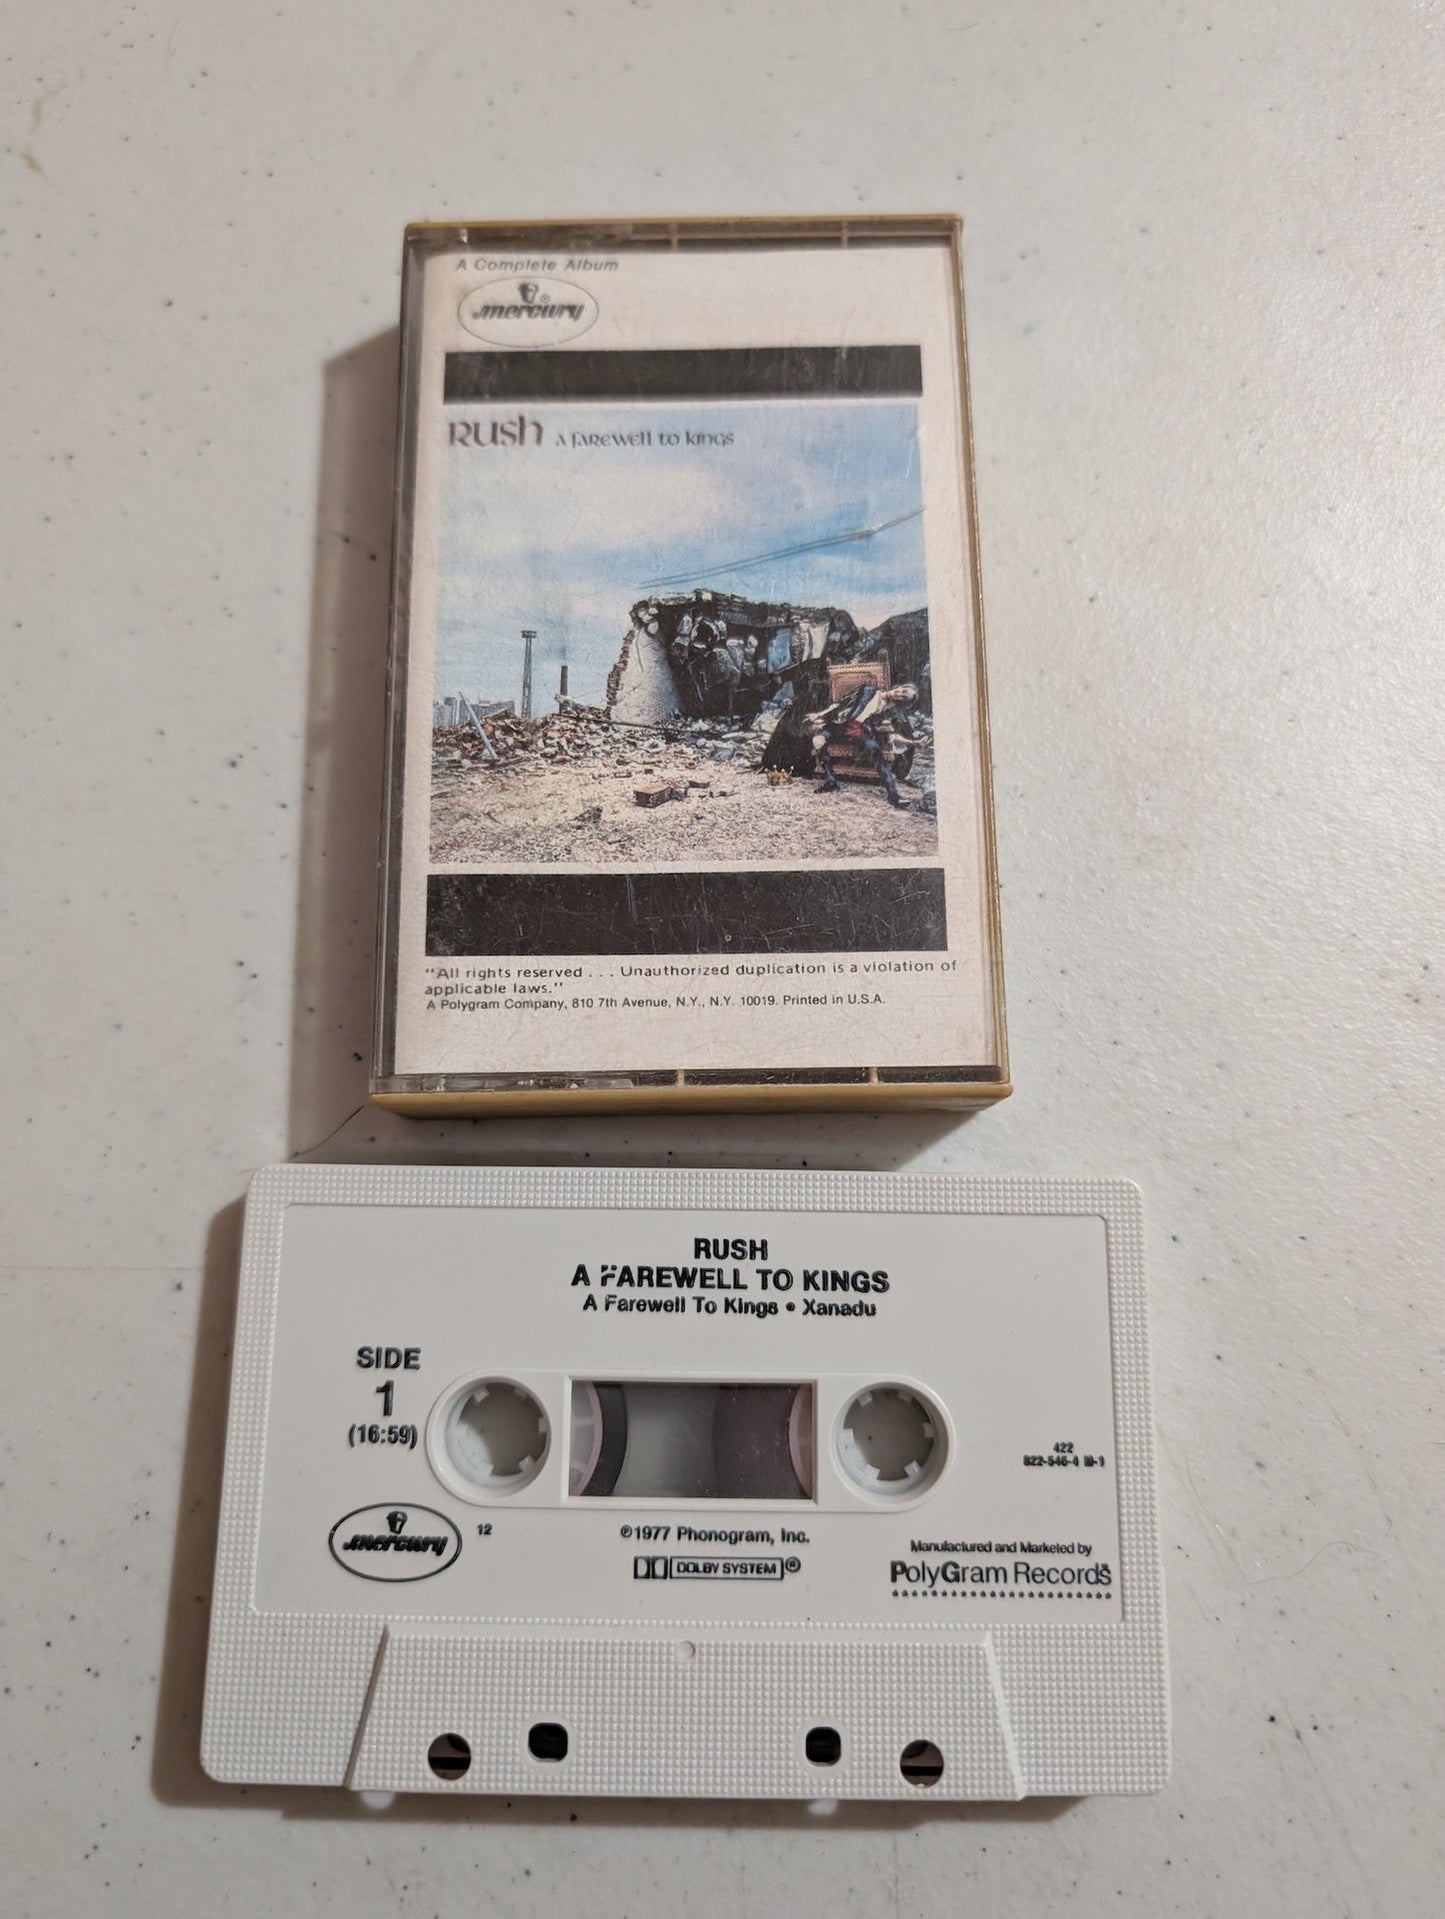 A Complete Album
mercury
Rush A Farewell to Kings
"All rights reserved . . . Unauthorized duplication is a violation of
applicable laws."
A Polygram Company, 810 7th Avenue, N.Y., N.Y. 10019. Printed in U.S.A.
RUSH
A FAREWELL TO KINGS
A Farewell To Kings • Xanadu
SIDE
1
(16:59)
422
822-546-4 M-1
mercury
12
℗1977 Phonogram, Inc.
DOLBY SYSTEM®
Manufactured and Marketed by
PolyGram Records